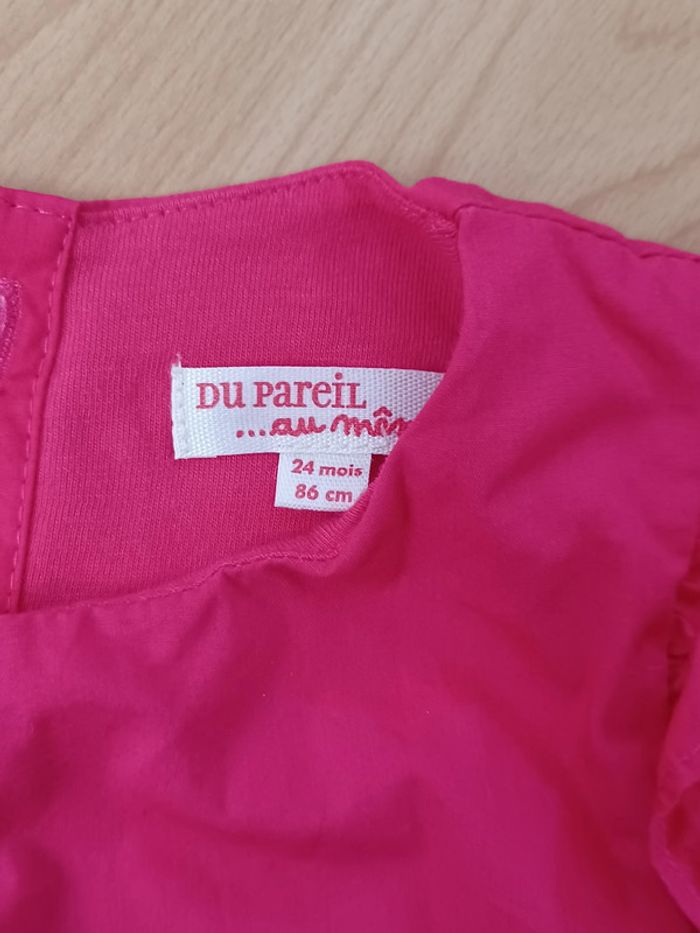 DU PAREIL
...au mêm
24 mois
86 cm